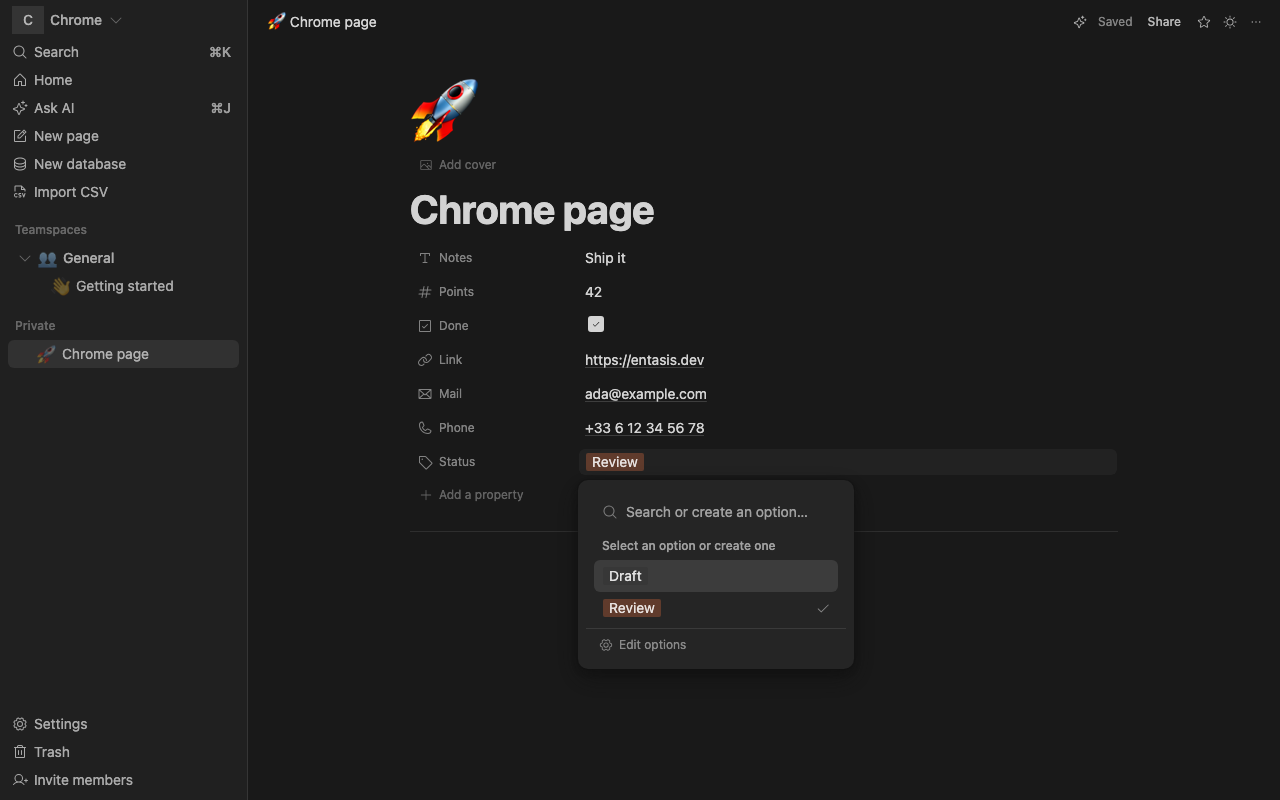 C Chrome
Search ⌘K
Home
Ask AI ⌘J
New page
New database
Import CSV
Teamspaces
General
Getting started
Private
Chrome page
Settings
Trash
Invite members
Chrome page
Saved Share
Add cover
Chrome page
Notes Ship it
Points 42
Done
Link https://entasis.dev
Mail ada@example.com
Phone +33 6 12 34 56 78
Status Review
Add a property
Search or create an option...
Select an option or create one
Draft
Review
Edit options